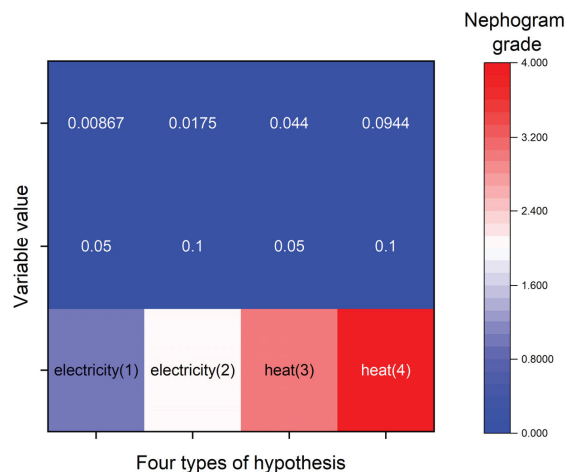 Nephogram
grade
4.000
3.200
2.400
1.600
0.8000
0.000
Variable value
0.00867 0.0175 0.044 0.0944
0.05 0.1 0.05 0.1
electricity(1) electricity(2) heat(3) heat(4)
Four types of hypothesis